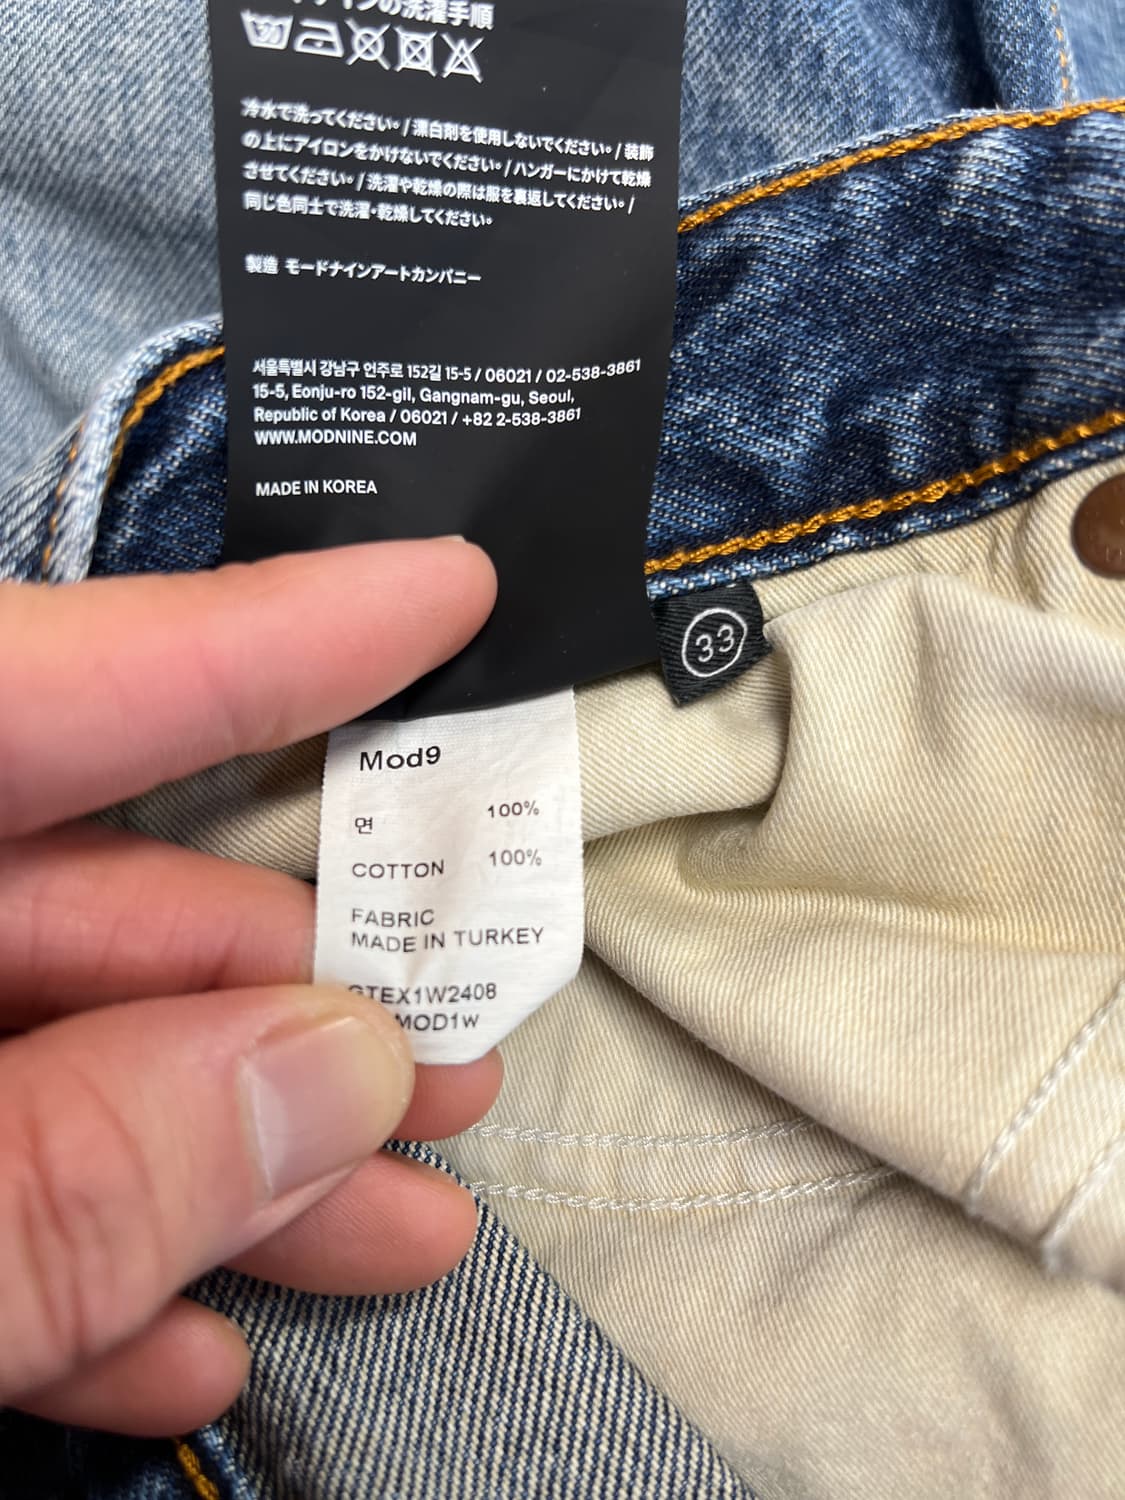 の洗濯手順
30
冷水で洗ってください。/ 漂白剤を使用しないでください。/ 装飾
の上にアイロンをかけないでください。/ ハンガーにかけて乾燥
させてください。/ 洗濯や乾燥の際は服を裏返してください。/
同じ色同士で洗濯・乾燥してください。
製造 モードナインアートカンパニー
서울특별시 강남구 언주로 152길 15-5 / 06021 / 02-538-3861
15-5, Eonju-ro 152-gil, Gangnam-gu, Seoul,
Republic of Korea / 06021 / +82 2-538-3861
WWW.MODNINE.COM
MADE IN KOREA
33
Mod9
면 100%
COTTON 100%
FABRIC
MADE IN TURKEY
GTEX1W2408
MOD1W